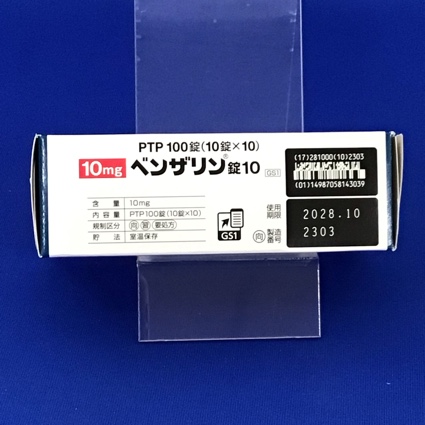 PTP 100錠(10錠×10)
10mg ベンザリン®錠10 GS1
(17)281000(10)2303
(01)14987058143039
含量 10mg
内容量 PTP100錠(10錠×10)
規制区分 向 習 要処方
貯法 室温保存
GS1
使用期限 2028.10
向 製造番号 2303